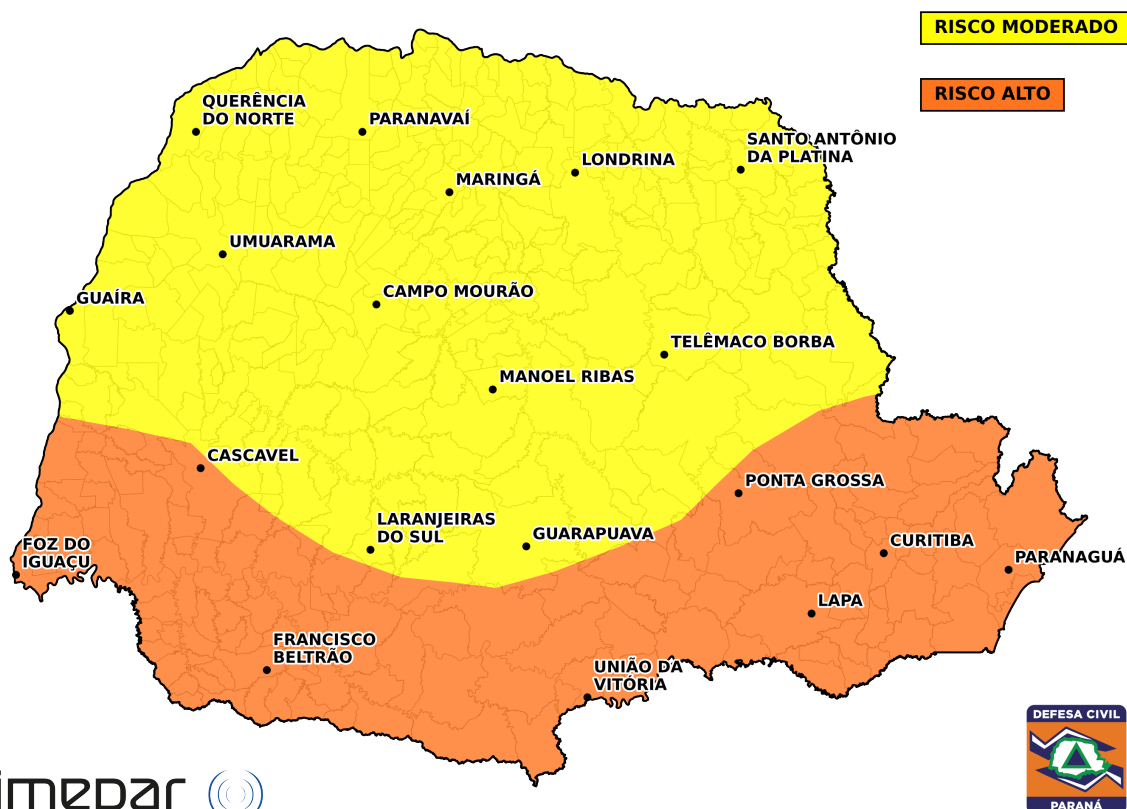 RISCO MODERADO
RISCO ALTO
QUERÊNCIA
DO NORTE
PARANAVAÍ
SANTO ANTÔNIO
DA PLATINA
LONDRINA
MARINGÁ
UMUARAMA
GUAÍRA
CAMPO MOURÃO
TELÊMACO BORBA
MANOEL RIBAS
CASCAVEL
PONTA GROSSA
LARANJEIRAS
DO SUL
GUARAPUAVA
FOZ DO
IGUAÇU
CURITIBA
PARANAGUÁ
LAPA
FRANCISCO
BELTRÃO
UNIÃO DA
VITÓRIA
imepar
DEFESA CIVIL
PARANÁ